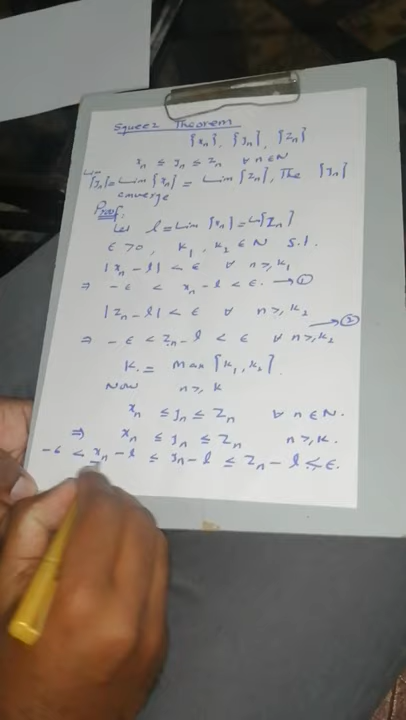 Squeez Theorem
{xn}, {yn}, {zn}
xn ≤ yn ≤ zn ∀ n ∈ N
Lim {yn} = Lim {xn} = Lim {zn}, The {yn}
converge
Proof:
Let l = Lim {xn} = Lim {zn}
ε > 0, k1, k2 ∈ N s.t.
|xn - l| < ε ∀ n ≥ k1
⇒ -ε < xn - l < ε. → ①
|zn - l| < ε ∀ n ≥ k2
⇒ -ε < zn - l < ε ∀ n ≥ k2 → ②
K = max {k1, k2}.
Now n ≥ k
xn ≤ yn ≤ zn ∀ n ∈ N.
⇒ xn ≤ yn ≤ zn n ≥ k.
-ε < xn - l ≤ yn - l ≤ zn - l ≤ ε.